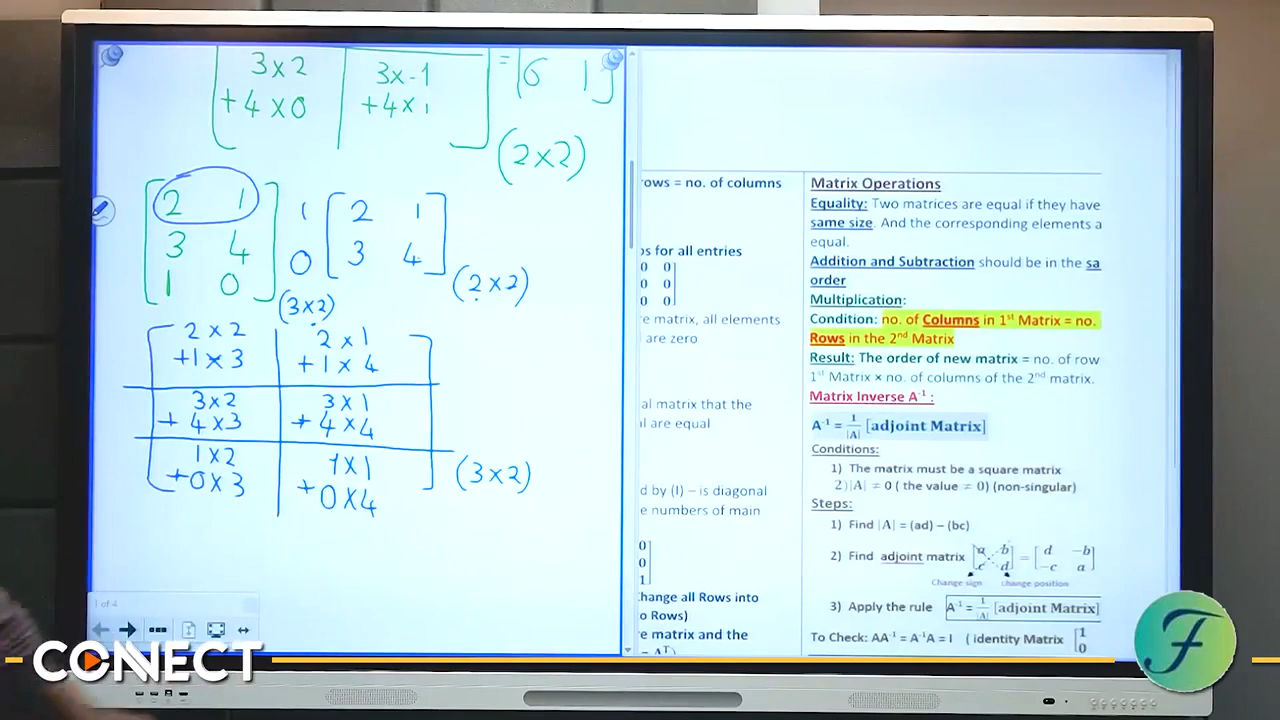 3x2 3x-1 = 6 1
+4x0 +4x1
(2x2)
2 1 1 2 1
3 4 0 3 4
1 0 (2x2)
(3x2)
2x2 2x1
+1x3 +1x4
3x2 3x1
+4x3 +4x4
1x2 1x1 (3x2)
+0x3 +0x4
1 of 4
rows = no. of columns
for all entries
0 0
0 0
0 0
matrix, all elements
are zero
matrix that the
are equal
d by (I) – is diagonal
e numbers of main
0
0
1
hange all Rows into
o Rows)
re matrix and the
= Aᵀ)
Matrix Operations
Equality: Two matrices are equal if they have
same size. And the corresponding elements a
equal.
Addition and Subtraction should be in the sa
order
Multiplication:
Condition: no. of Columns in 1st Matrix = no.
Rows in the 2nd Matrix
Result: The order of new matrix = no. of row
1st Matrix × no. of columns of the 2nd matrix.
Matrix Inverse A⁻¹ :
A⁻¹ = 1/|A| [adjoint Matrix]
Conditions:
1) The matrix must be a square matrix
2) |A| ≠ 0 ( the value ≠ 0) (non-singular)
Steps:
1) Find |A| = (ad) – (bc)
2) Find adjoint matrix [a b c d] = [d −b −c a]
Change sign Change position
3) Apply the rule A⁻¹ = 1/|A| [adjoint Matrix]
To Check: AA⁻¹ = A⁻¹A = I ( identity Matrix [1
0
CONECT
F